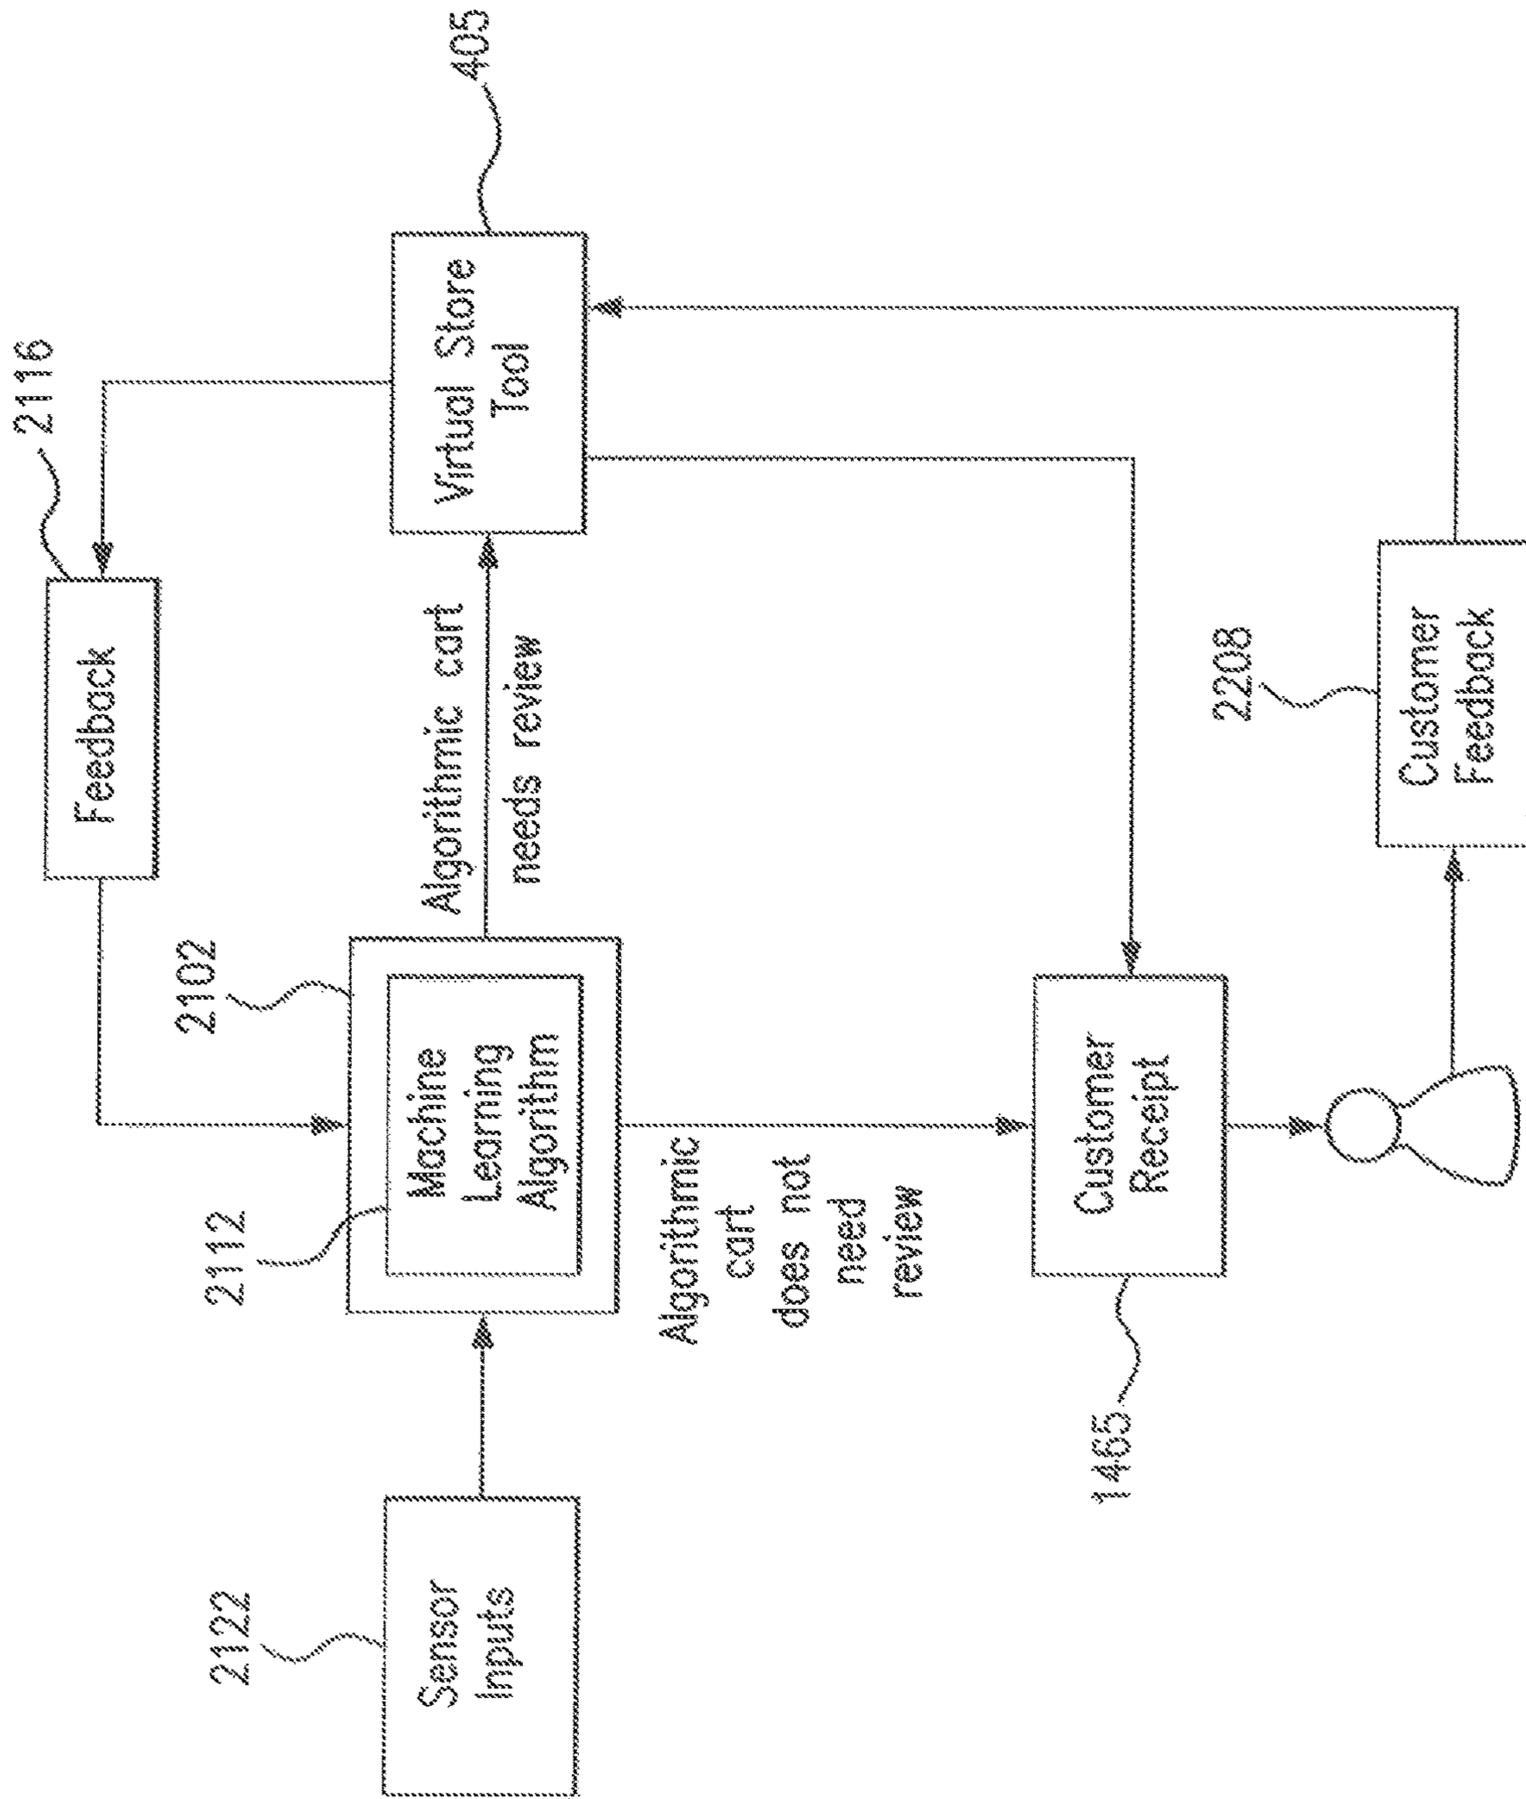 2116
Feedback
405
Virtual Store
Tool
2102
Algorithmic cart
needs review
2112
Machine
Learning
Algorithm
2122
Sensor
Inputs
Algorithmic
cart
does not
need
review
2208
Customer
Feedback
Customer
Receipt
1465